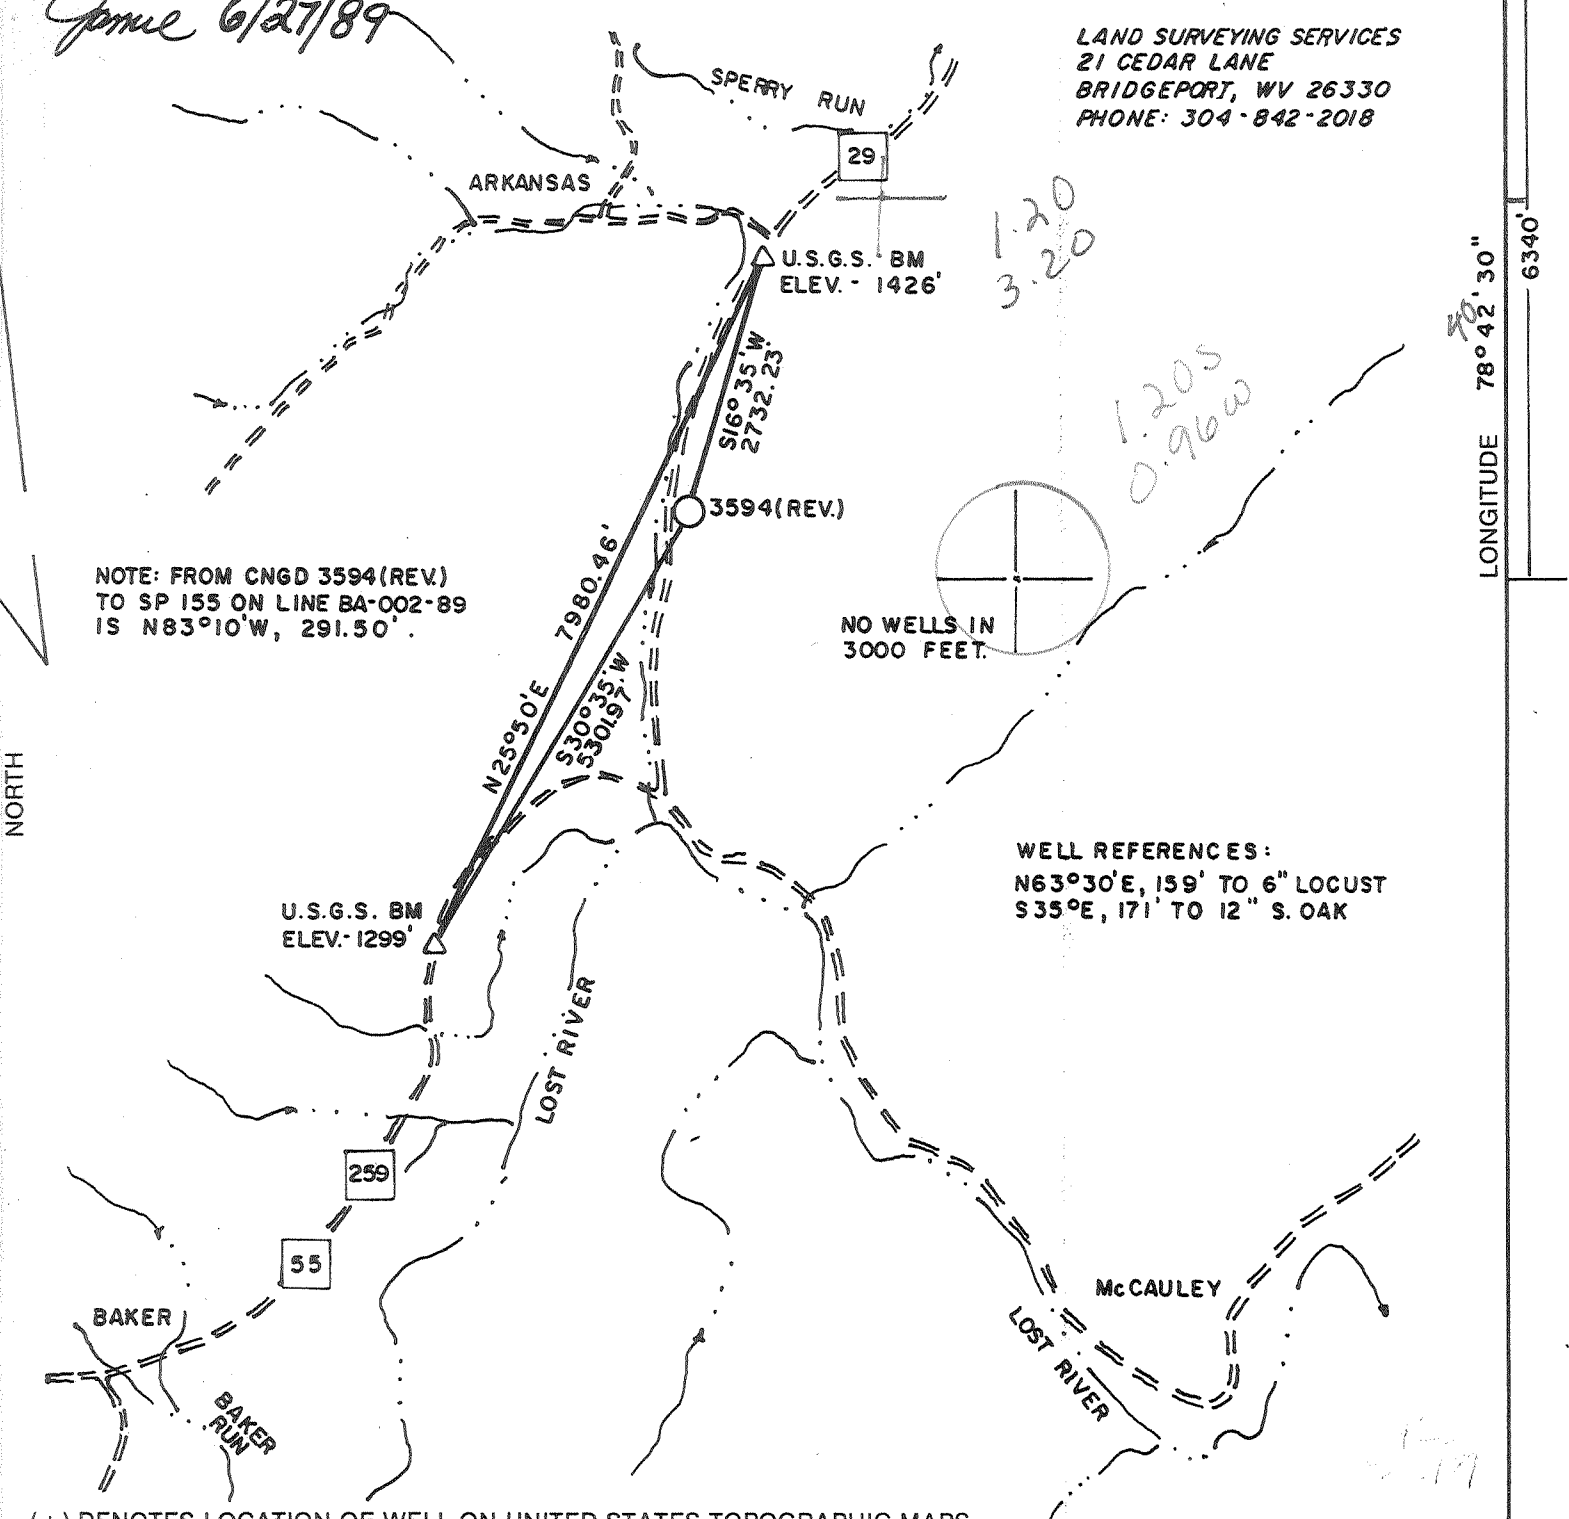 Jamie 6/27/89
LAND SURVEYING SERVICES
21 CEDAR LANE
BRIDGEPORT, WV 26330
PHONE: 304-842-2018
SPERRY RUN
29
ARKANSAS
1.20
3.20
U.S.G.S. BM
ELEV. - 1426'
6340'
LONGITUDE 78° 42' 30"
40
S16° 35' W
2732.23'
1.20S
0.96W
3594(REV.)
7980.46'
N25°50'E
NOTE: FROM CNGD 3594(REV.)
TO SP 155 ON LINE BA-002-89
IS N83°10'W, 291.50'.
NO WELLS IN
3000 FEET.
S30°35'W
5301.97'
NORTH
WELL REFERENCES:
N63°30'E, 159' TO 6" LOCUST
S35°E, 171' TO 12" S. OAK
U.S.G.S. BM
ELEV.- 1299'
LOST RIVER
259
55
BAKER
McCAULEY
LOST RIVER
BAKER
RUN
(+) DENOTES LOCATION OF WELL ON UNITED STATES TOPOGRAPHIC MAPS